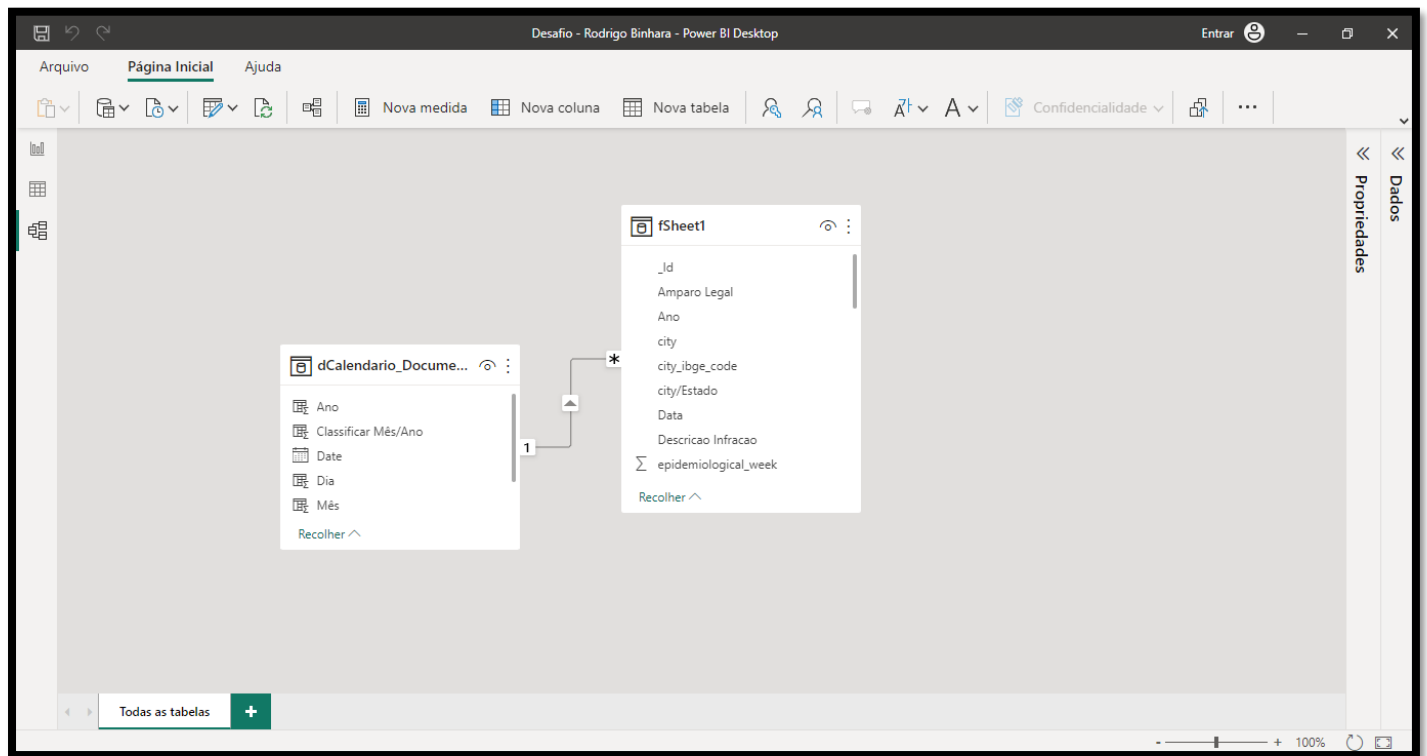 Desafio - Rodrigo Binhara - Power BI Desktop
Entrar
Arquivo
Página Inicial
Ajuda
Nova medida
Nova coluna
Nova tabela
Confidencialidade
Propriedades
Dados
fSheet1
_Id
Amparo Legal
Ano
city
city_ibge_code
city/Estado
Data
Descricao Infracao
epidemiological_week
Recolher
*
1
dCalendario_Docume...
Ano
Classificar Mês/Ano
Date
Dia
Mês
Recolher
Todas as tabelas
+
- + 100%